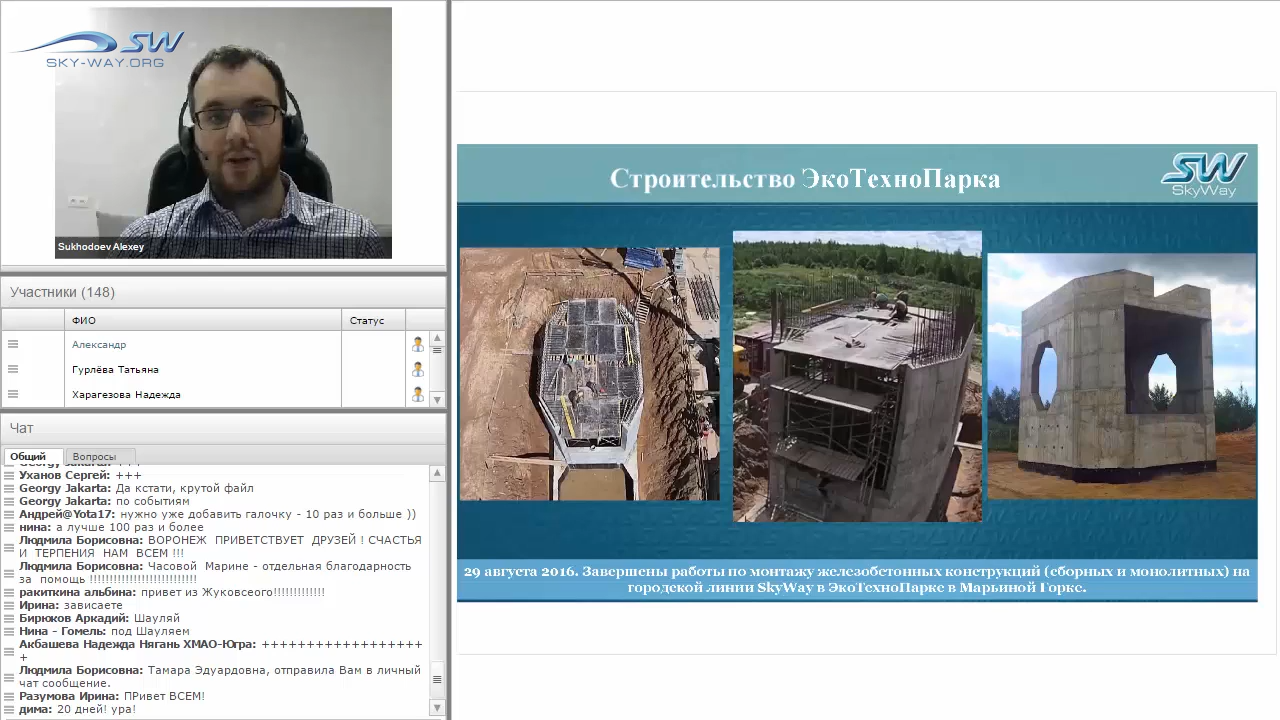 SW
SKY-WAY.ORG
Sukhodoev Alexey
Участники (148)
ФИО
Статус
Александр
Гурлёва Татьяна
Харагезова Надежда
Чат
Общий
Вопросы
Georgy Jakarta: +++
Уханов Сергей: +++
Georgy Jakarta: Да кстати, крутой файл
Georgy Jakarta: по событиям
Андрей@Yota17: нужно уже добавить галочку - 10 раз и больше ))
нина: а лучше 100 раз и более
Людмила Борисовна: ВОРОНЕЖ ПРИВЕТСТВУЕТ ДРУЗЕЙ ! СЧАСТЬЯ
И ТЕРПЕНИЯ НАМ ВСЕМ !!!
Людмила Борисовна: Часовой Марине - отдельная благодарность
за помощь !!!!!!!!!!!!!!!!!!!!!!!!!!!
ракиткина альбина: привет из Жуковсеого!!!!!!!!!!!!!
Ирина: зависаете
Бирюков Аркадий: Шауляй
Нина - Гомель: под Шауляем
Акбашева Надежда Нягань ХМАО-Югра: ++++++++++++++++++
+
Людмила Борисовна: Тамара Эдуардовна, отправила Вам в личный
чат сообщение.
Разумова Ирина: ПРивет ВСЕМ!
дима: 20 дней! ура!
Строительство ЭкоТехноПарка
SW
SkyWay
29 августа 2016. Завершены работы по монтажу железобетонных конструкций (сборных и монолитных) на
городской линии SkyWay в ЭкоТехноПарке в Марьиной Горке.